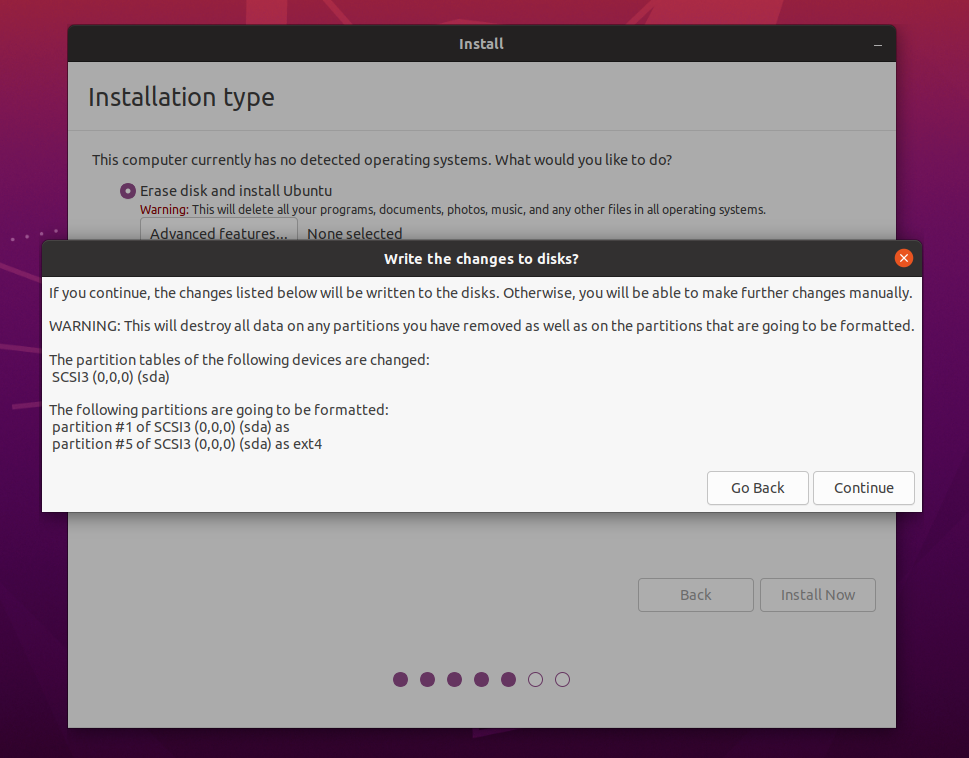 Install
Installation type
This computer currently has no detected operating systems. What would you like to do?
Erase disk and install Ubuntu
Warning: This will delete all your programs, documents, photos, music, and any other files in all operating systems.
Advanced features... None selected
Write the changes to disks?
If you continue, the changes listed below will be written to the disks. Otherwise, you will be able to make further changes manually.
WARNING: This will destroy all data on any partitions you have removed as well as on the partitions that are going to be formatted.
The partition tables of the following devices are changed:
SCSI3 (0,0,0) (sda)
The following partitions are going to be formatted:
partition #1 of SCSI3 (0,0,0) (sda) as
partition #5 of SCSI3 (0,0,0) (sda) as ext4
Go Back Continue
Back Install Now